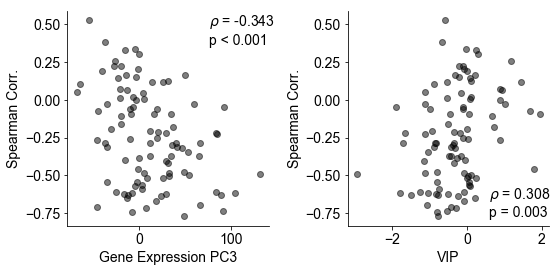 ρ = -0.343
p < 0.001
Spearman Corr.
0.50
0.25
0.00
−0.25
−0.50
−0.75
0
100
Gene Expression PC3
Spearman Corr.
0.50
0.25
0.00
−0.25
−0.50
−0.75
ρ = 0.308
p = 0.003
−2
0
2
VIP